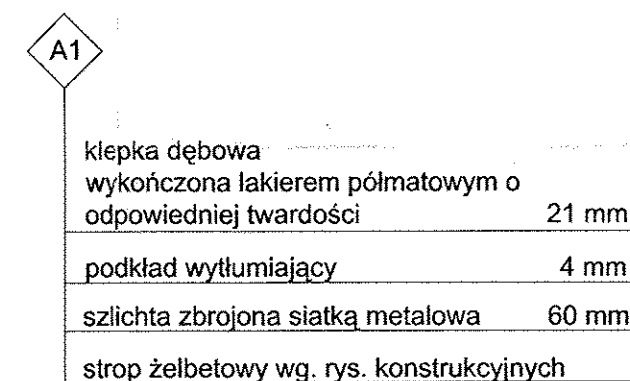 A1
klepka dębowa
wykończona lakierem półmatowym o
odpowiedniej twardości 21 mm
podkład wytłumiający 4 mm
szlichta zbrojona siatką metalowa 60 mm
strop żelbetowy wg. rys. konstrukcyjnych